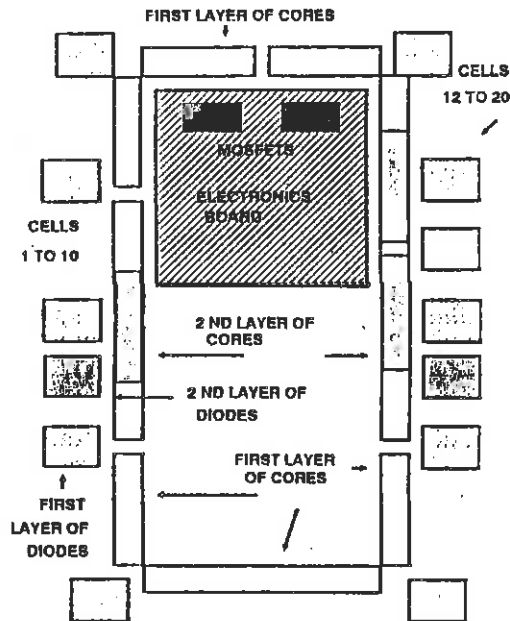 FIRST LAYER OF CORES
CELLS
12 TO 20
MOSFETS
ELECTRONICS
BOARD
CELLS
1 TO 10
2 ND LAYER OF
CORES
2 ND LAYER OF
DIODES
FIRST LAYER
OF CORES
FIRST
LAYER OF
DIODES